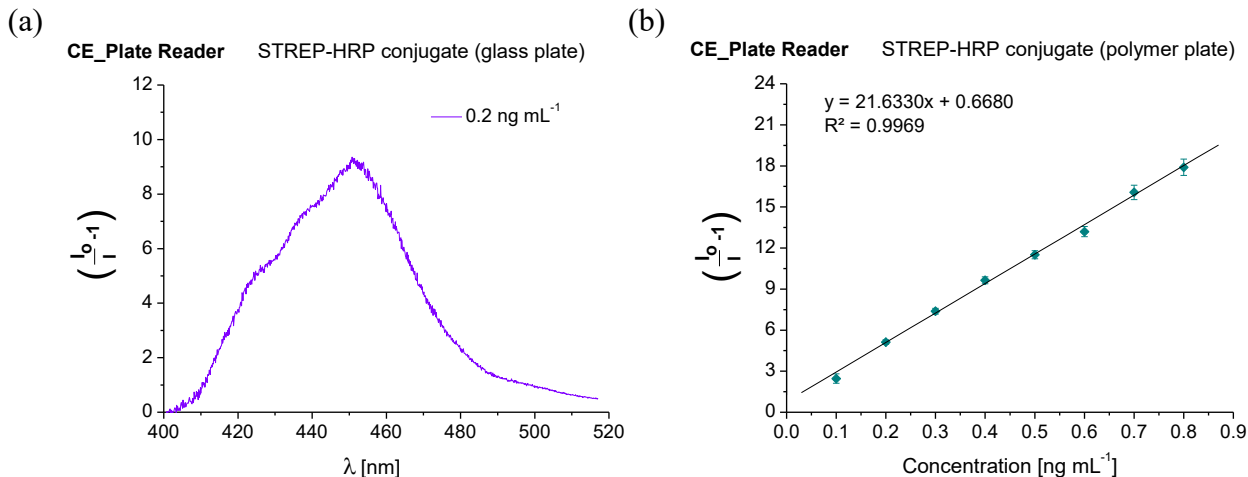 (a)
CE_Plate Reader STREP-HRP conjugate (glass plate)
12
10
8
6
4
2
0
0.2 ng mL⁻¹
(I₀/I -1)
400 420 440 460 480 500 520
λ [nm]
(b)
CE_Plate Reader STREP-HRP conjugate (polymer plate)
24
21
18
15
12
9
6
3
0
y = 21.6330x + 0.6680
R² = 0.9969
(I₀/I -1)
0.0 0.1 0.2 0.3 0.4 0.5 0.6 0.7 0.8 0.9
Concentration [ng mL⁻¹]